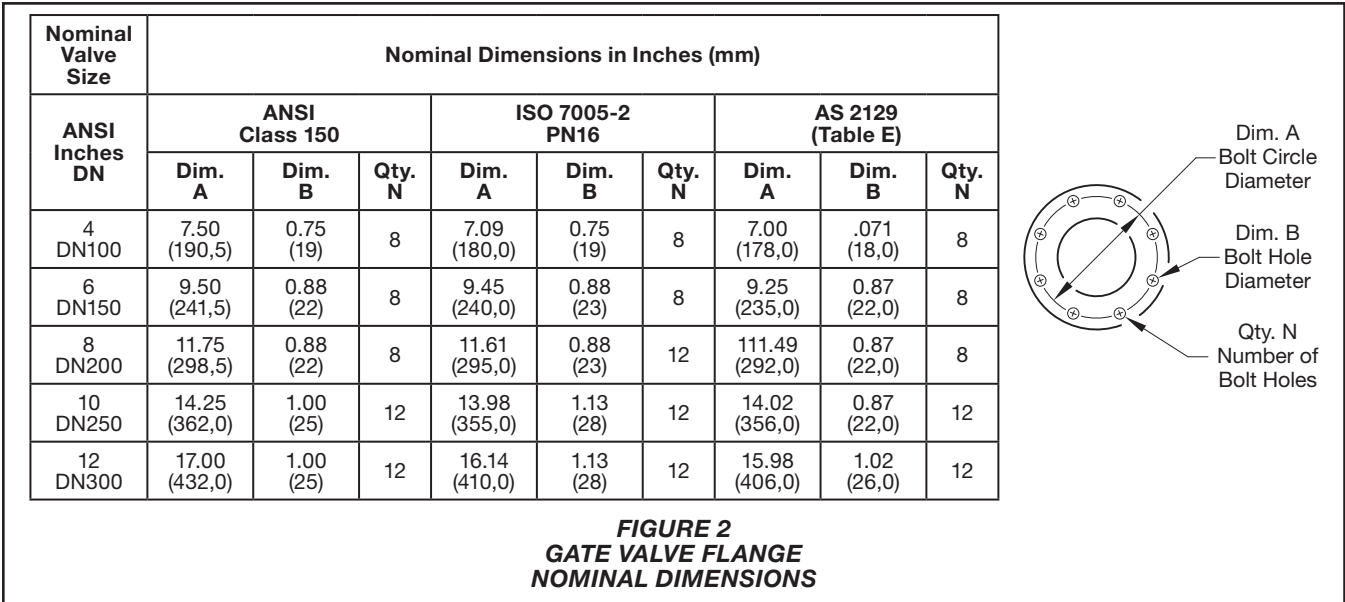 Nominal
Valve
Size
Nominal Dimensions in Inches (mm)
ANSI
Inches
DN
ANSI
Class 150
ISO 7005-2
PN16
AS 2129
(Table E)
Dim.
A
Dim.
B
Qty.
N
Dim.
A
Dim.
B
Qty.
N
Dim.
A
Dim.
B
Qty.
N
4
DN100
7.50
(190,5)
0.75
(19)
8
7.09
(180,0)
0.75
(19)
8
7.00
(178,0)
.071
(18,0)
8
6
DN150
9.50
(241,5)
0.88
(22)
8
9.45
(240,0)
0.88
(23)
8
9.25
(235,0)
0.87
(22,0)
8
8
DN200
11.75
(298,5)
0.88
(22)
8
11.61
(295,0)
0.88
(23)
12
111.49
(292,0)
0.87
(22,0)
8
10
DN250
14.25
(362,0)
1.00
(25)
12
13.98
(355,0)
1.13
(28)
12
14.02
(356,0)
0.87
(22,0)
12
12
DN300
17.00
(432,0)
1.00
(25)
12
16.14
(410,0)
1.13
(28)
12
15.98
(406,0)
1.02
(26,0)
12
Dim. A
Bolt Circle
Diameter
Dim. B
Bolt Hole
Diameter
Qty. N
Number of
Bolt Holes
FIGURE 2
GATE VALVE FLANGE
NOMINAL DIMENSIONS